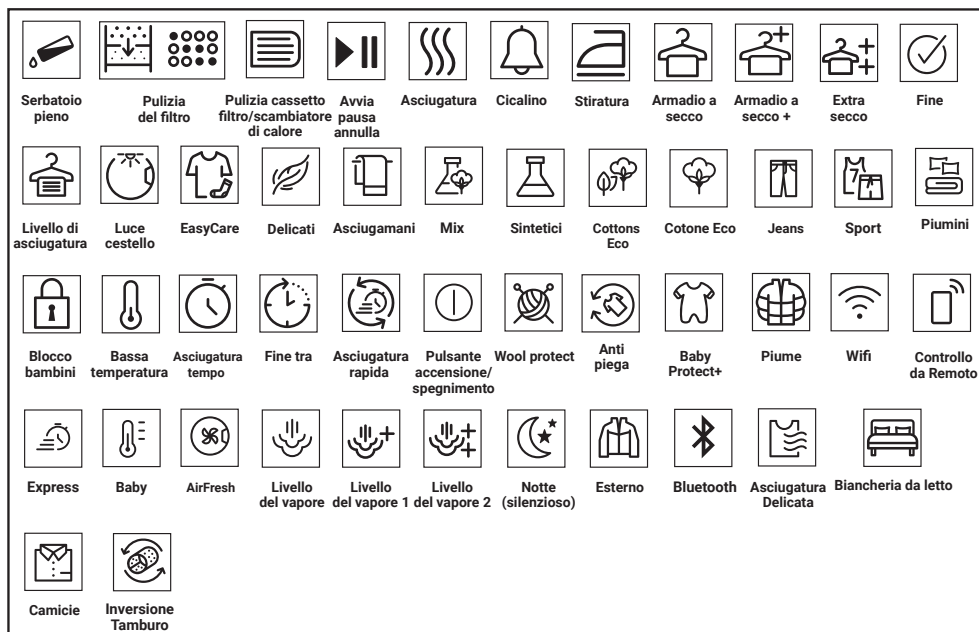 Serbatoio
pieno
Pulizia
del filtro
Pulizia cassetto
filtro/scambiatore
di calore
Avvia
pausa
annulla
Asciugatura
Cicalino
Stiratura
Armadio a
secco
Armadio a
secco +
Extra
secco
Fine
Livello di
asciugatura
Luce
cestello
EasyCare
Delicati
Asciugamani
Mix
Sintetici
Cottons
Eco
Cotone Eco
Jeans
7
Sport
Piumini
Blocco
bambini
Bassa
temperatura
Asciugatura
tempo
Fine tra
Asciugatura
rapida
Pulsante
accensione/
spegnimento
Wool protect
Anti
piega
Baby
Protect+
Piume
Wifi
Controllo
da Remoto
Express
Baby
AirFresh
Livello
del vapore
Livello
del vapore 1
Livello
del vapore 2
Notte
(silenzioso)
Esterno
Bluetooth
Asciugatura
Delicata
Biancheria da letto
Camicie
Inversione
Tamburo